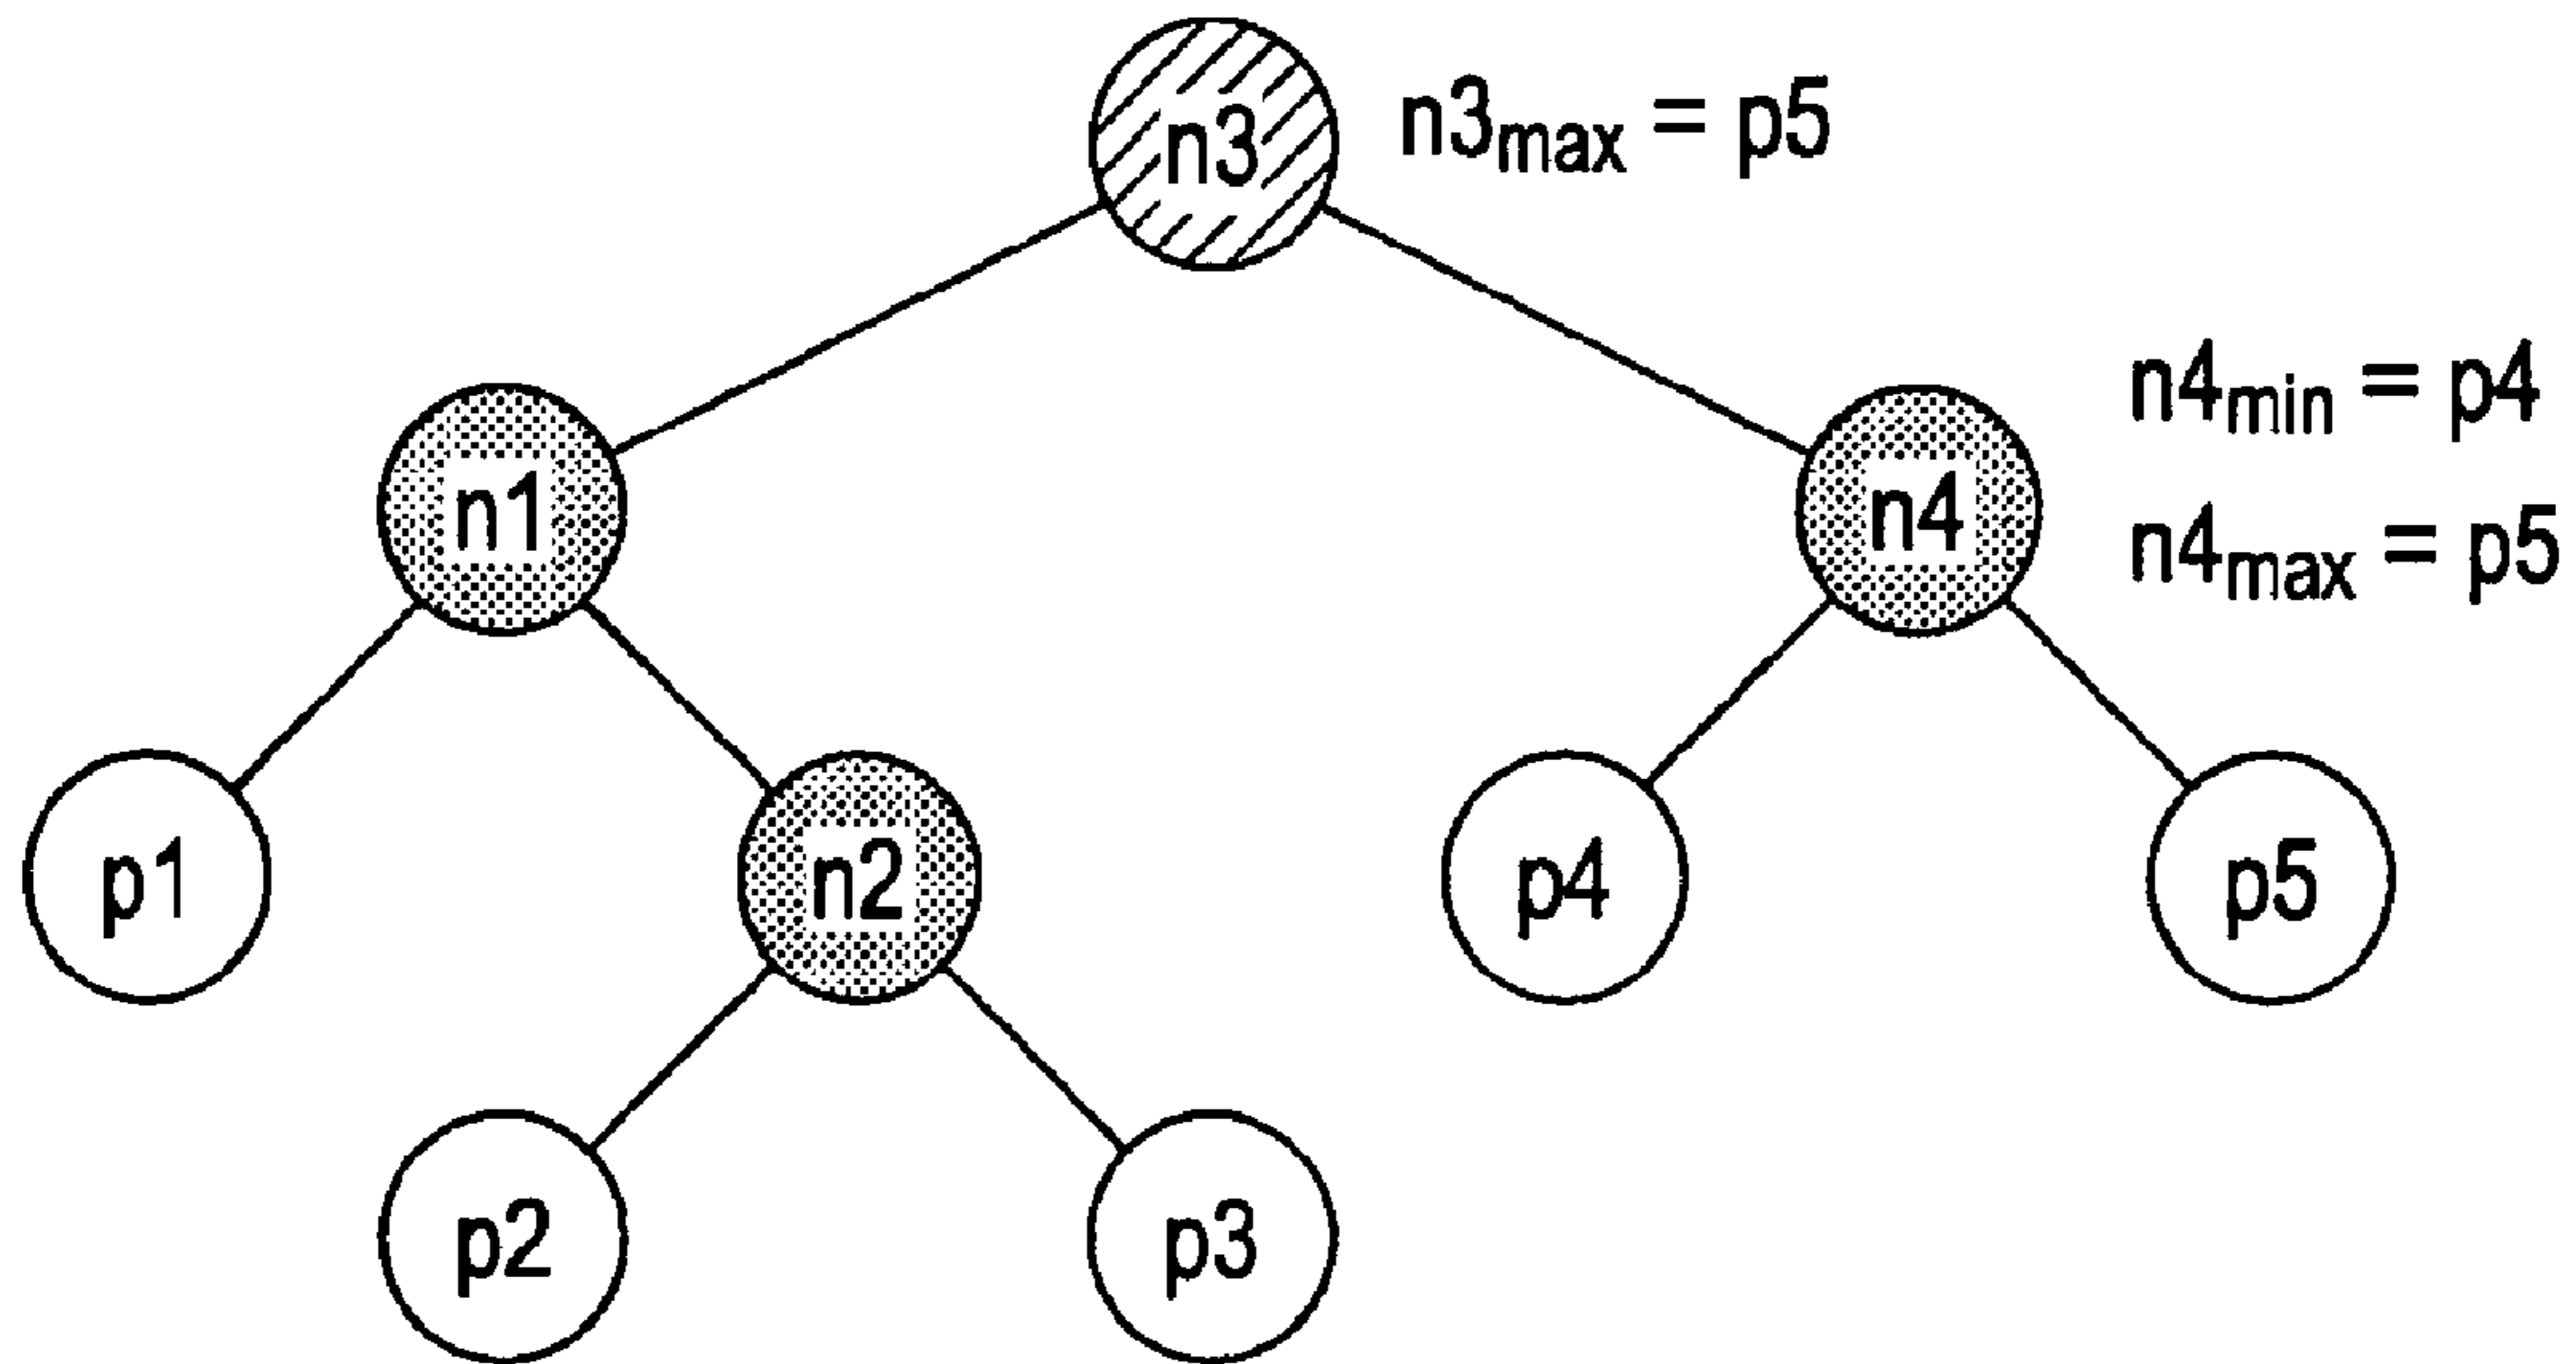 n3
n3max = p5
n4min = p4
n1
n4
n4max = p5
p1
n2
p4
p5
p2
p3